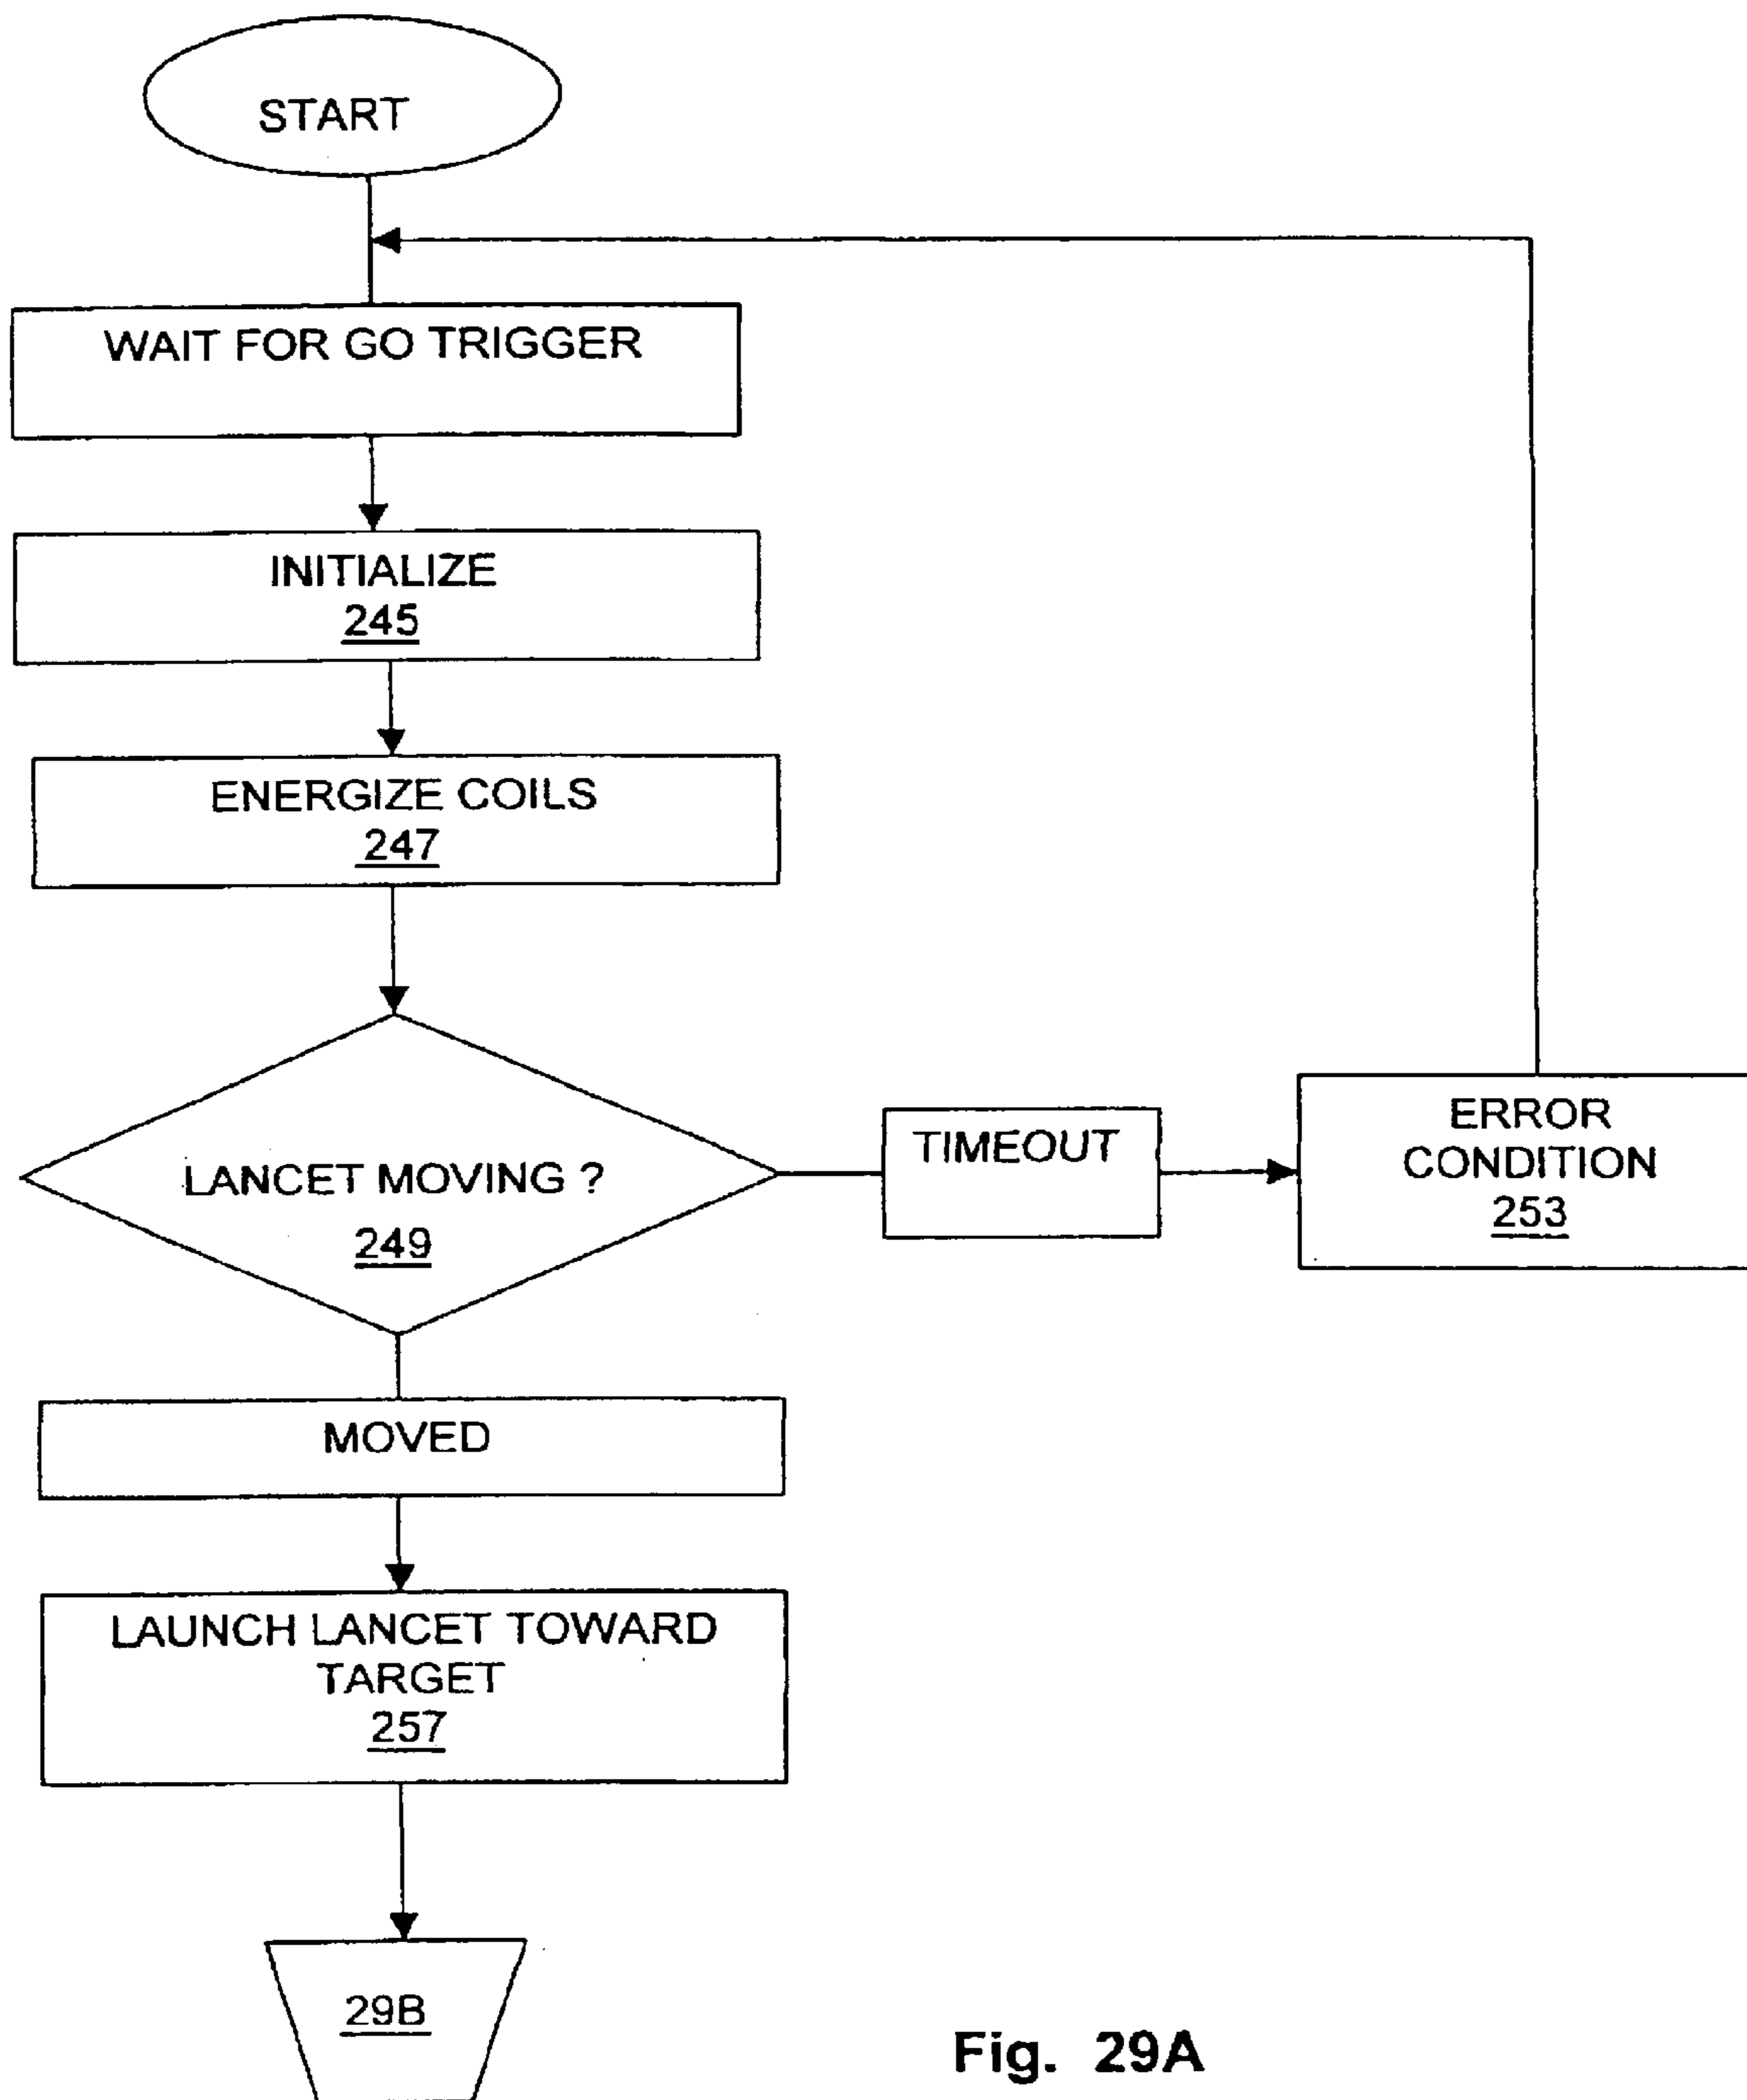 START
WAIT FOR GO TRIGGER
INITIALIZE
245
ENERGIZE COILS
247
LANCET MOVING ?
249
TIMEOUT
ERROR
CONDITION
253
MOVED
LAUNCH LANCET TOWARD
TARGET
257
29B
Fig. 29A